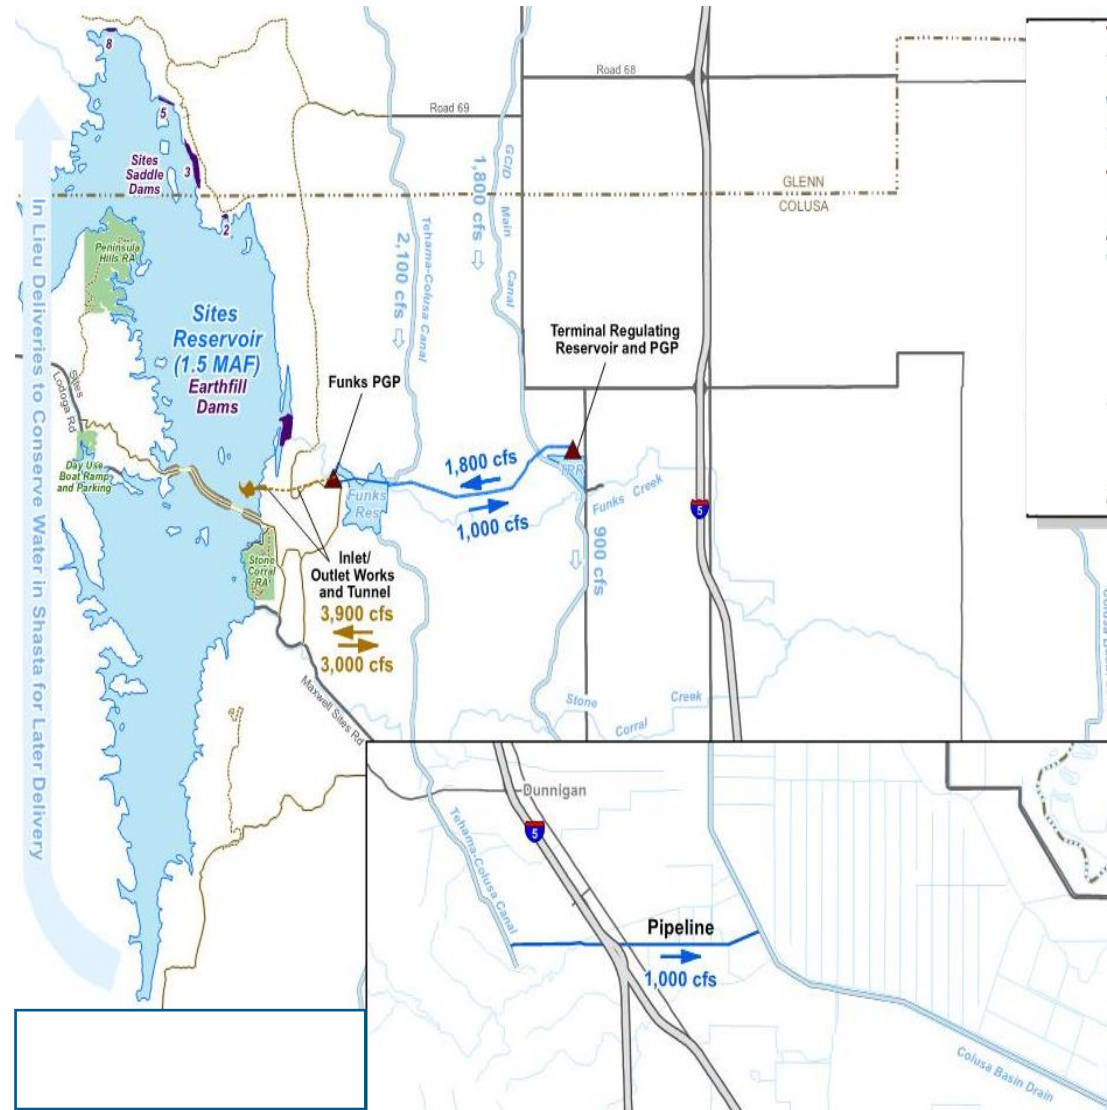 8
Road 68
5
Road 69
Sites
Saddle
Dams
3
GCID Main Canal
1,800 cfs
GLENN
COLUSA
2
Tehama-Colusa Canal
2,100 cfs
Peninsula
Hills RA
In Lieu Deliveries to Conserve Water in Shasta for Later Delivery
Sites
Reservoir
(1.5 MAF)
Earthfill
Dams
Terminal Regulating
Reservoir and PGP
Funks PGP
Sites
Lodoga Rd
Day Use
Boat Ramp
and Parking
1,800 cfs
1,000 cfs
TRR
Funks
Res
Funks Creek
5
900 cfs
Stone
Corral
RA
Inlet/
Outlet Works
and Tunnel
3,900 cfs
3,000 cfs
Maxwell Sites Rd
Stone Corral Creek
Dunnigan
5
Tehama-Colusa Canal
Pipeline
1,000 cfs
Colusa Basin Drain